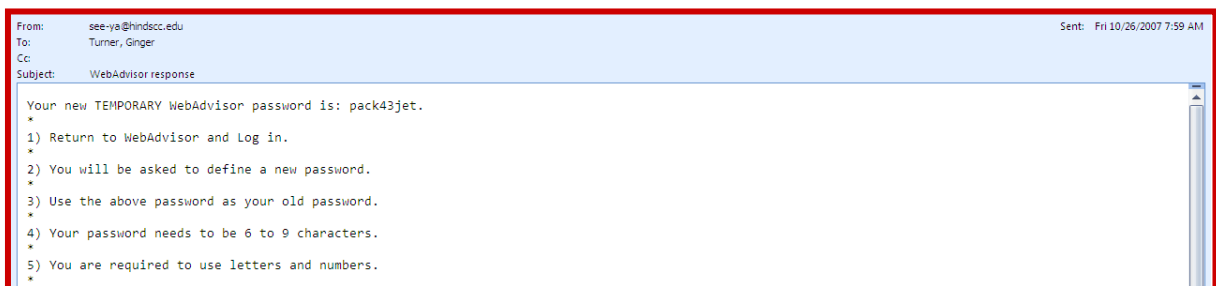 From: see-ya@hindscc.edu Sent: Fri 10/26/2007 7:59 AM
To: Turner, Ginger
Cc:
Subject: WebAdvisor response
Your new TEMPORARY WebAdvisor password is: pack43jet.
*
1) Return to WebAdvisor and Log in.
*
2) You will be asked to define a new password.
*
3) Use the above password as your old password.
*
4) Your password needs to be 6 to 9 characters.
*
5) You are required to use letters and numbers.
*